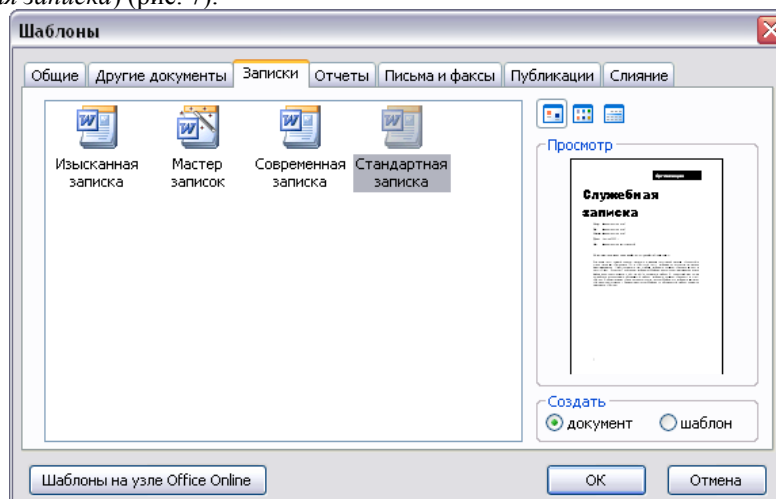 я записка) (рис. 7).
Шаблоны
Общие Другие документы Записки Отчеты Письма и факсы Публикации Слияние
Изысканная записка
Мастер записок
Современная записка
Стандартная записка
Просмотр
Служебная
записка
Создать
документ шаблон
Шаблоны на узле Office Online ОК Отмена